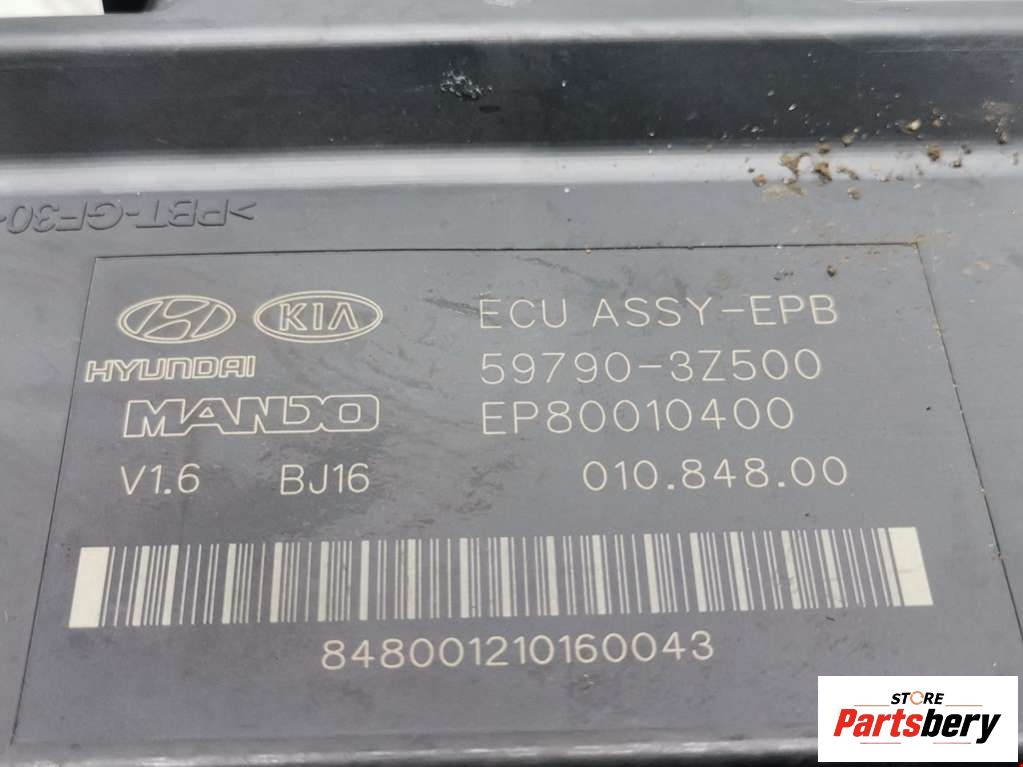 >PBT-GF30<
KIA ECU ASSY-EPB
HYUNDAI 59790-3Z500
MANDO EP80010400
V1.6 BJ16 010.848.00
848001210160043
STORE
Partsbery